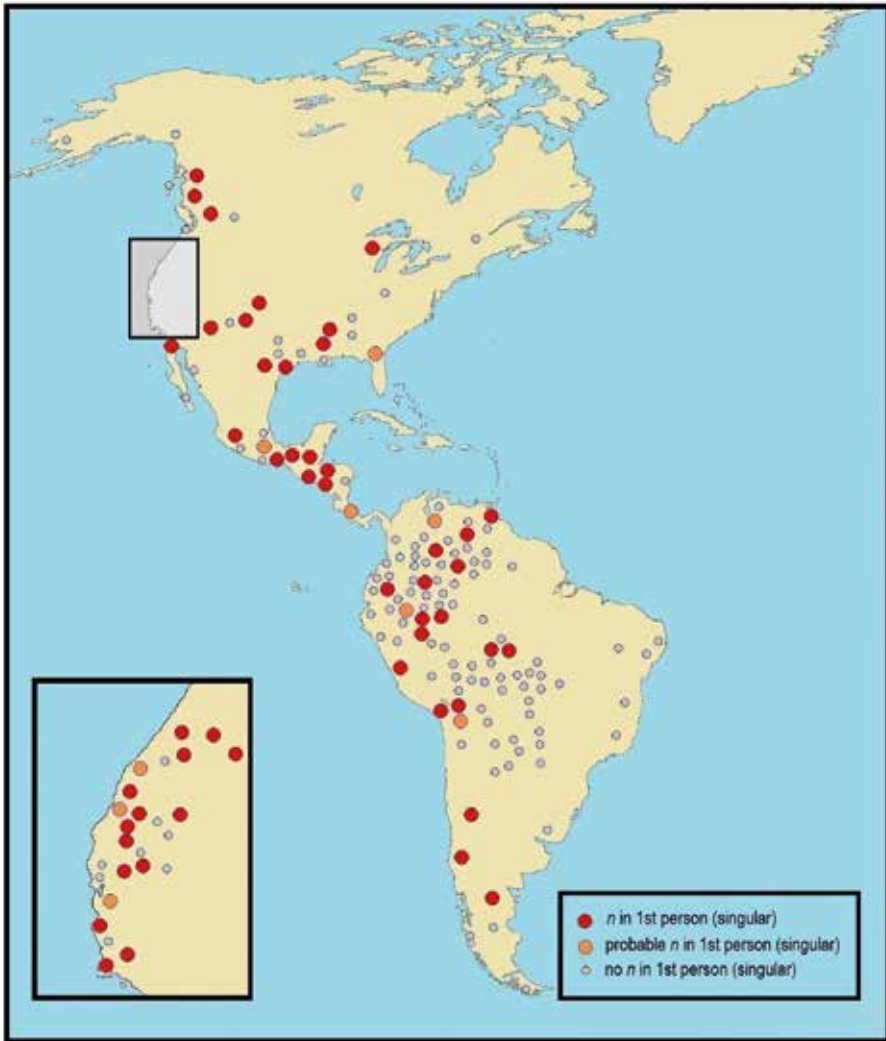 n in 1st person (singular)
probable n in 1st person (singular)
no n in 1st person (singular)